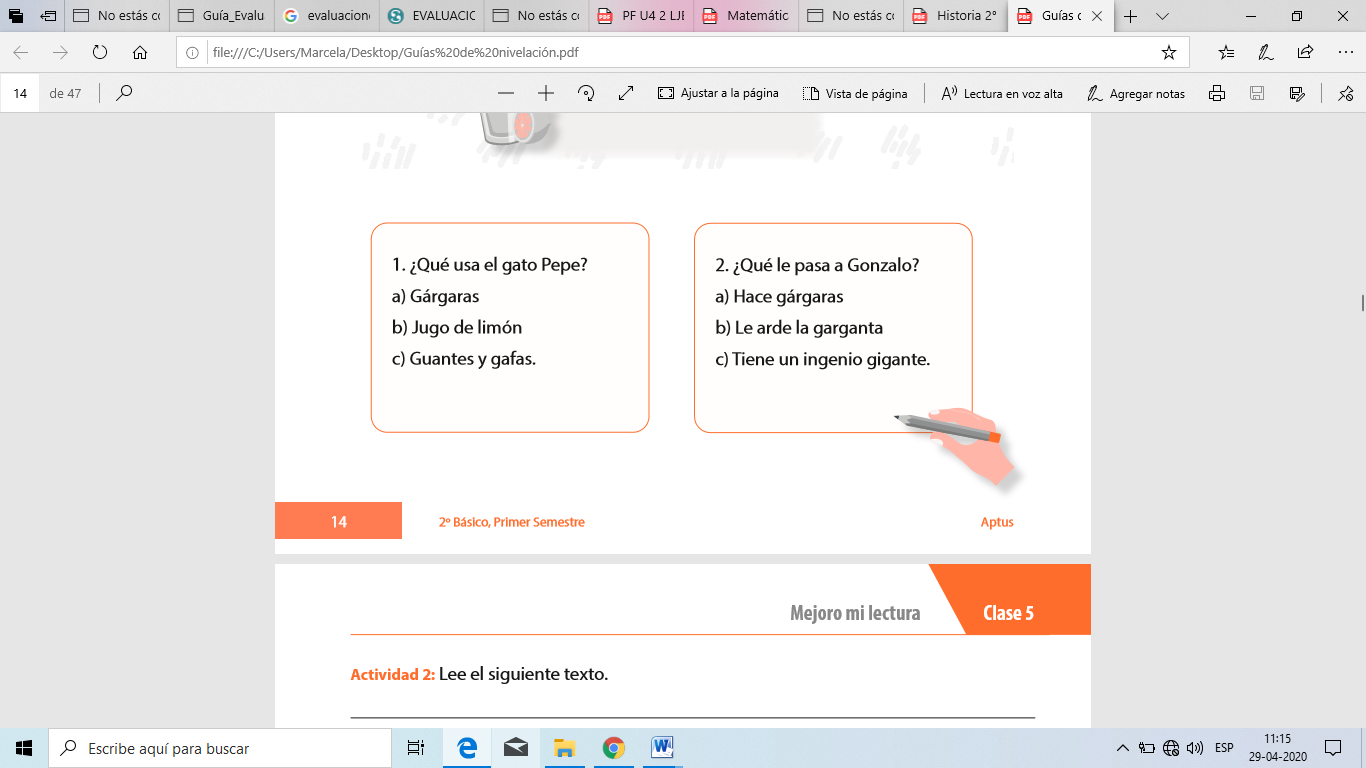 No estás co
Guía_Evalu
evaluacione
EVALUACIO
No estás co
PF U4 2 LJE
Matemátic
No estás co
Historia 2°
Guías d
file:///C:/Users/Marcela/Desktop/Guías%20de%20nivelación.pdf
14 de 47
Ajustar a la página
Vista de página
Lectura en voz alta
Agregar notas
1. ¿Qué usa el gato Pepe?
a) Gárgaras
b) Jugo de limón
c) Guantes y gafas.
2. ¿Qué le pasa a Gonzalo?
a) Hace gárgaras
b) Le arde la garganta
c) Tiene un ingenio gigante.
14
2º Básico, Primer Semestre
Aptus
Mejoro mi lectura
Clase 5
Actividad 2: Lee el siguiente texto.
Escribe aquí para buscar
ESP
11:15
29-04-2020